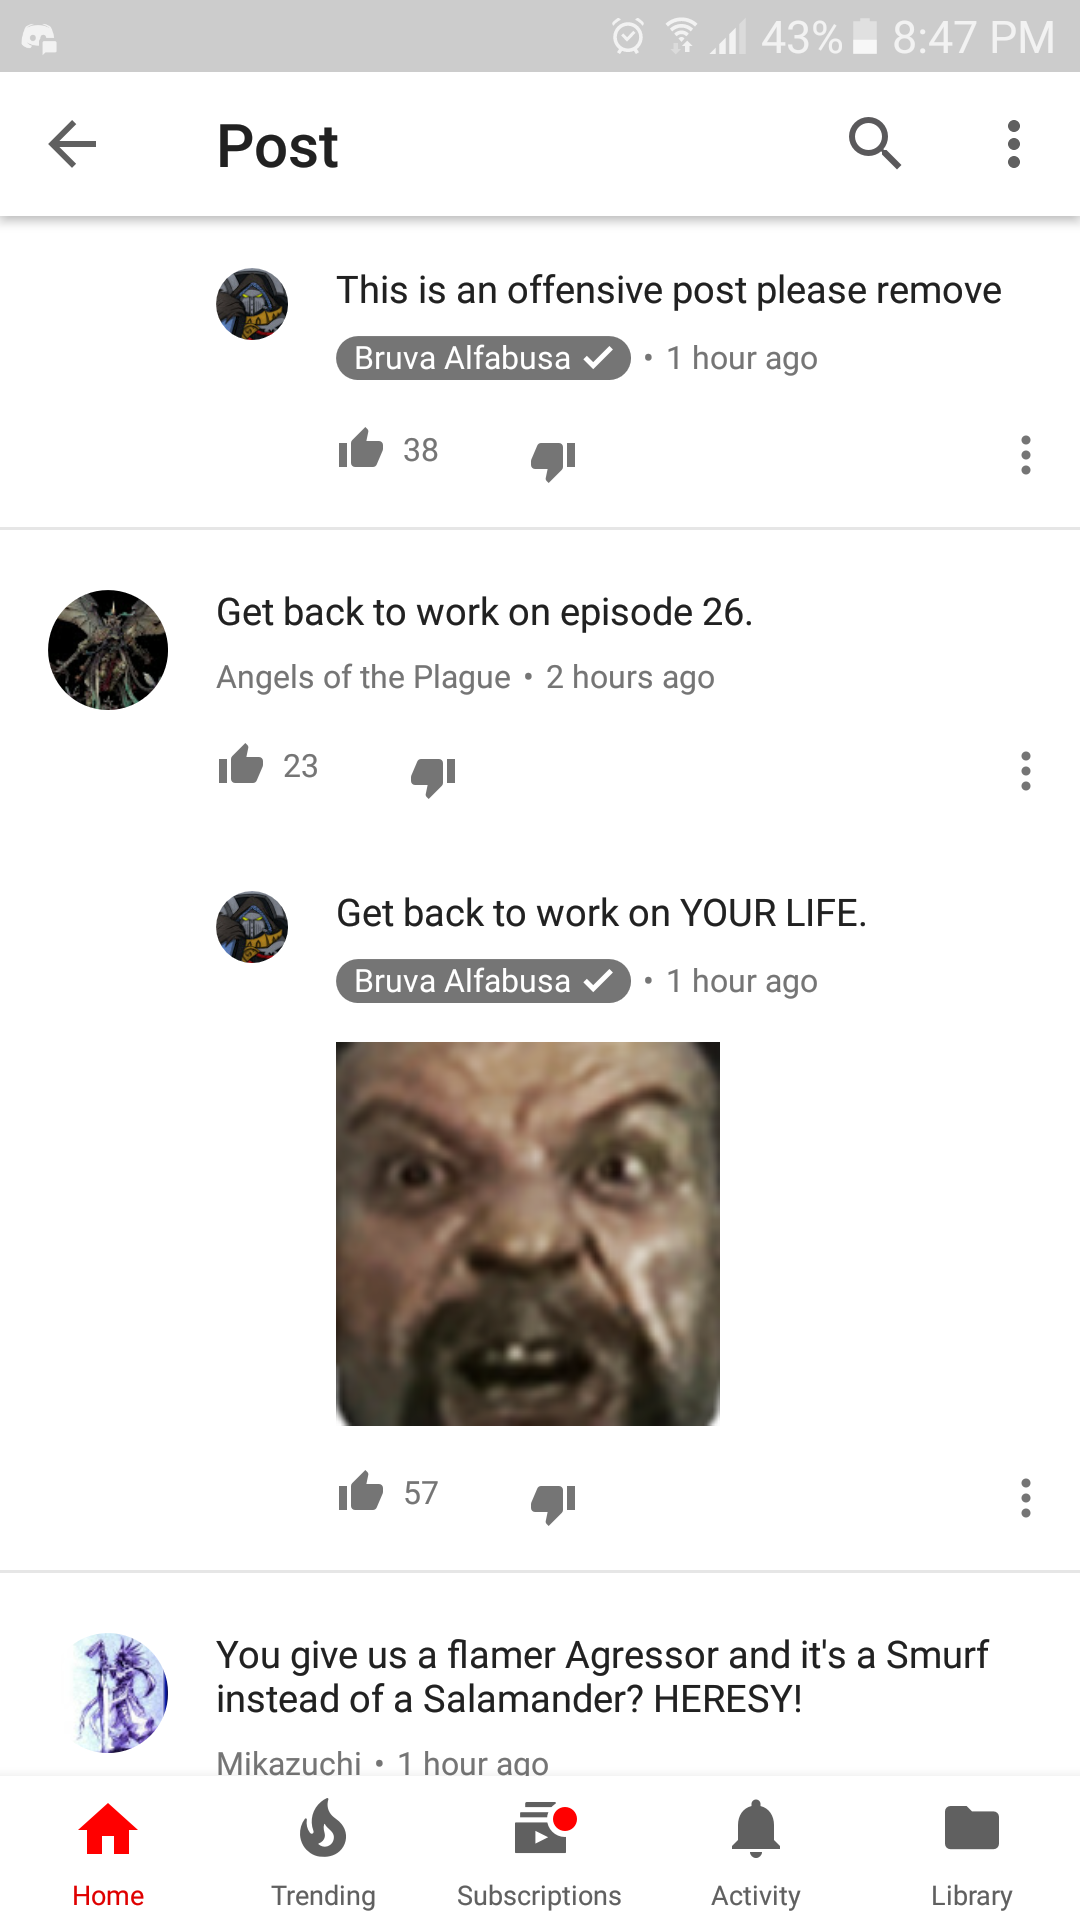 43% 8:47 PM
Post
This is an offensive post please remove
Bruva Alfabusa • 1 hour ago
38
Get back to work on episode 26.
Angels of the Plague • 2 hours ago
23
Get back to work on YOUR LIFE.
Bruva Alfabusa • 1 hour ago
57
You give us a flamer Agressor and it's a Smurf
instead of a Salamander? HERESY!
Mikazuchi • 1 hour ago
Home Trending Subscriptions Activity Library